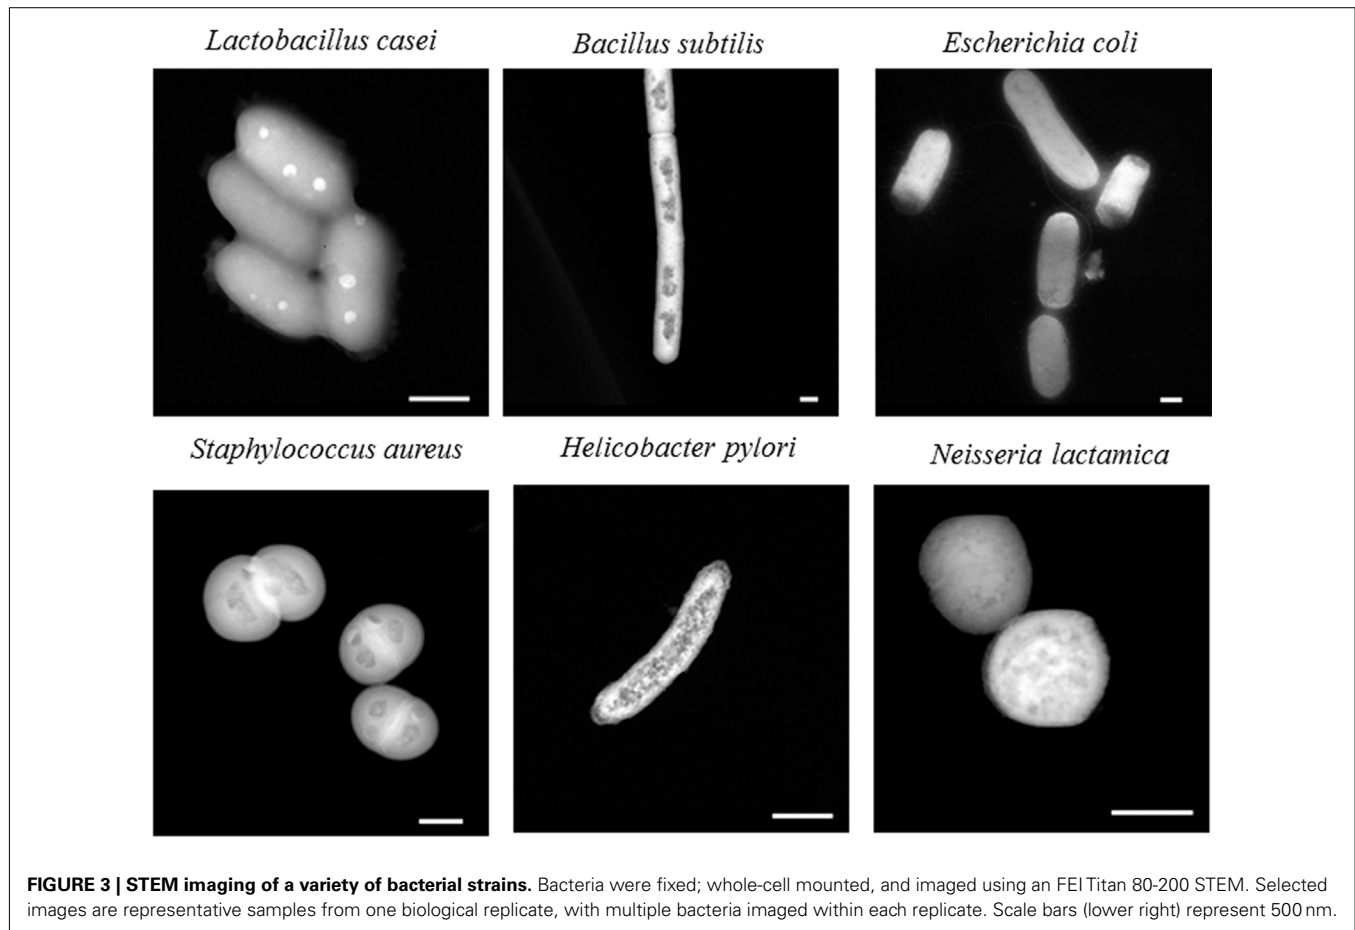 Lactobacillus casei
Bacillus subtilis
Escherichia coli
Staphylococcus aureus
Helicobacter pylori
Neisseria lactamica
FIGURE 3 | STEM imaging of a variety of bacterial strains. Bacteria were fixed; whole-cell mounted, and imaged using an FEI Titan 80-200 STEM. Selected
images are representative samples from one biological replicate, with multiple bacteria imaged within each replicate. Scale bars (lower right) represent 500 nm.